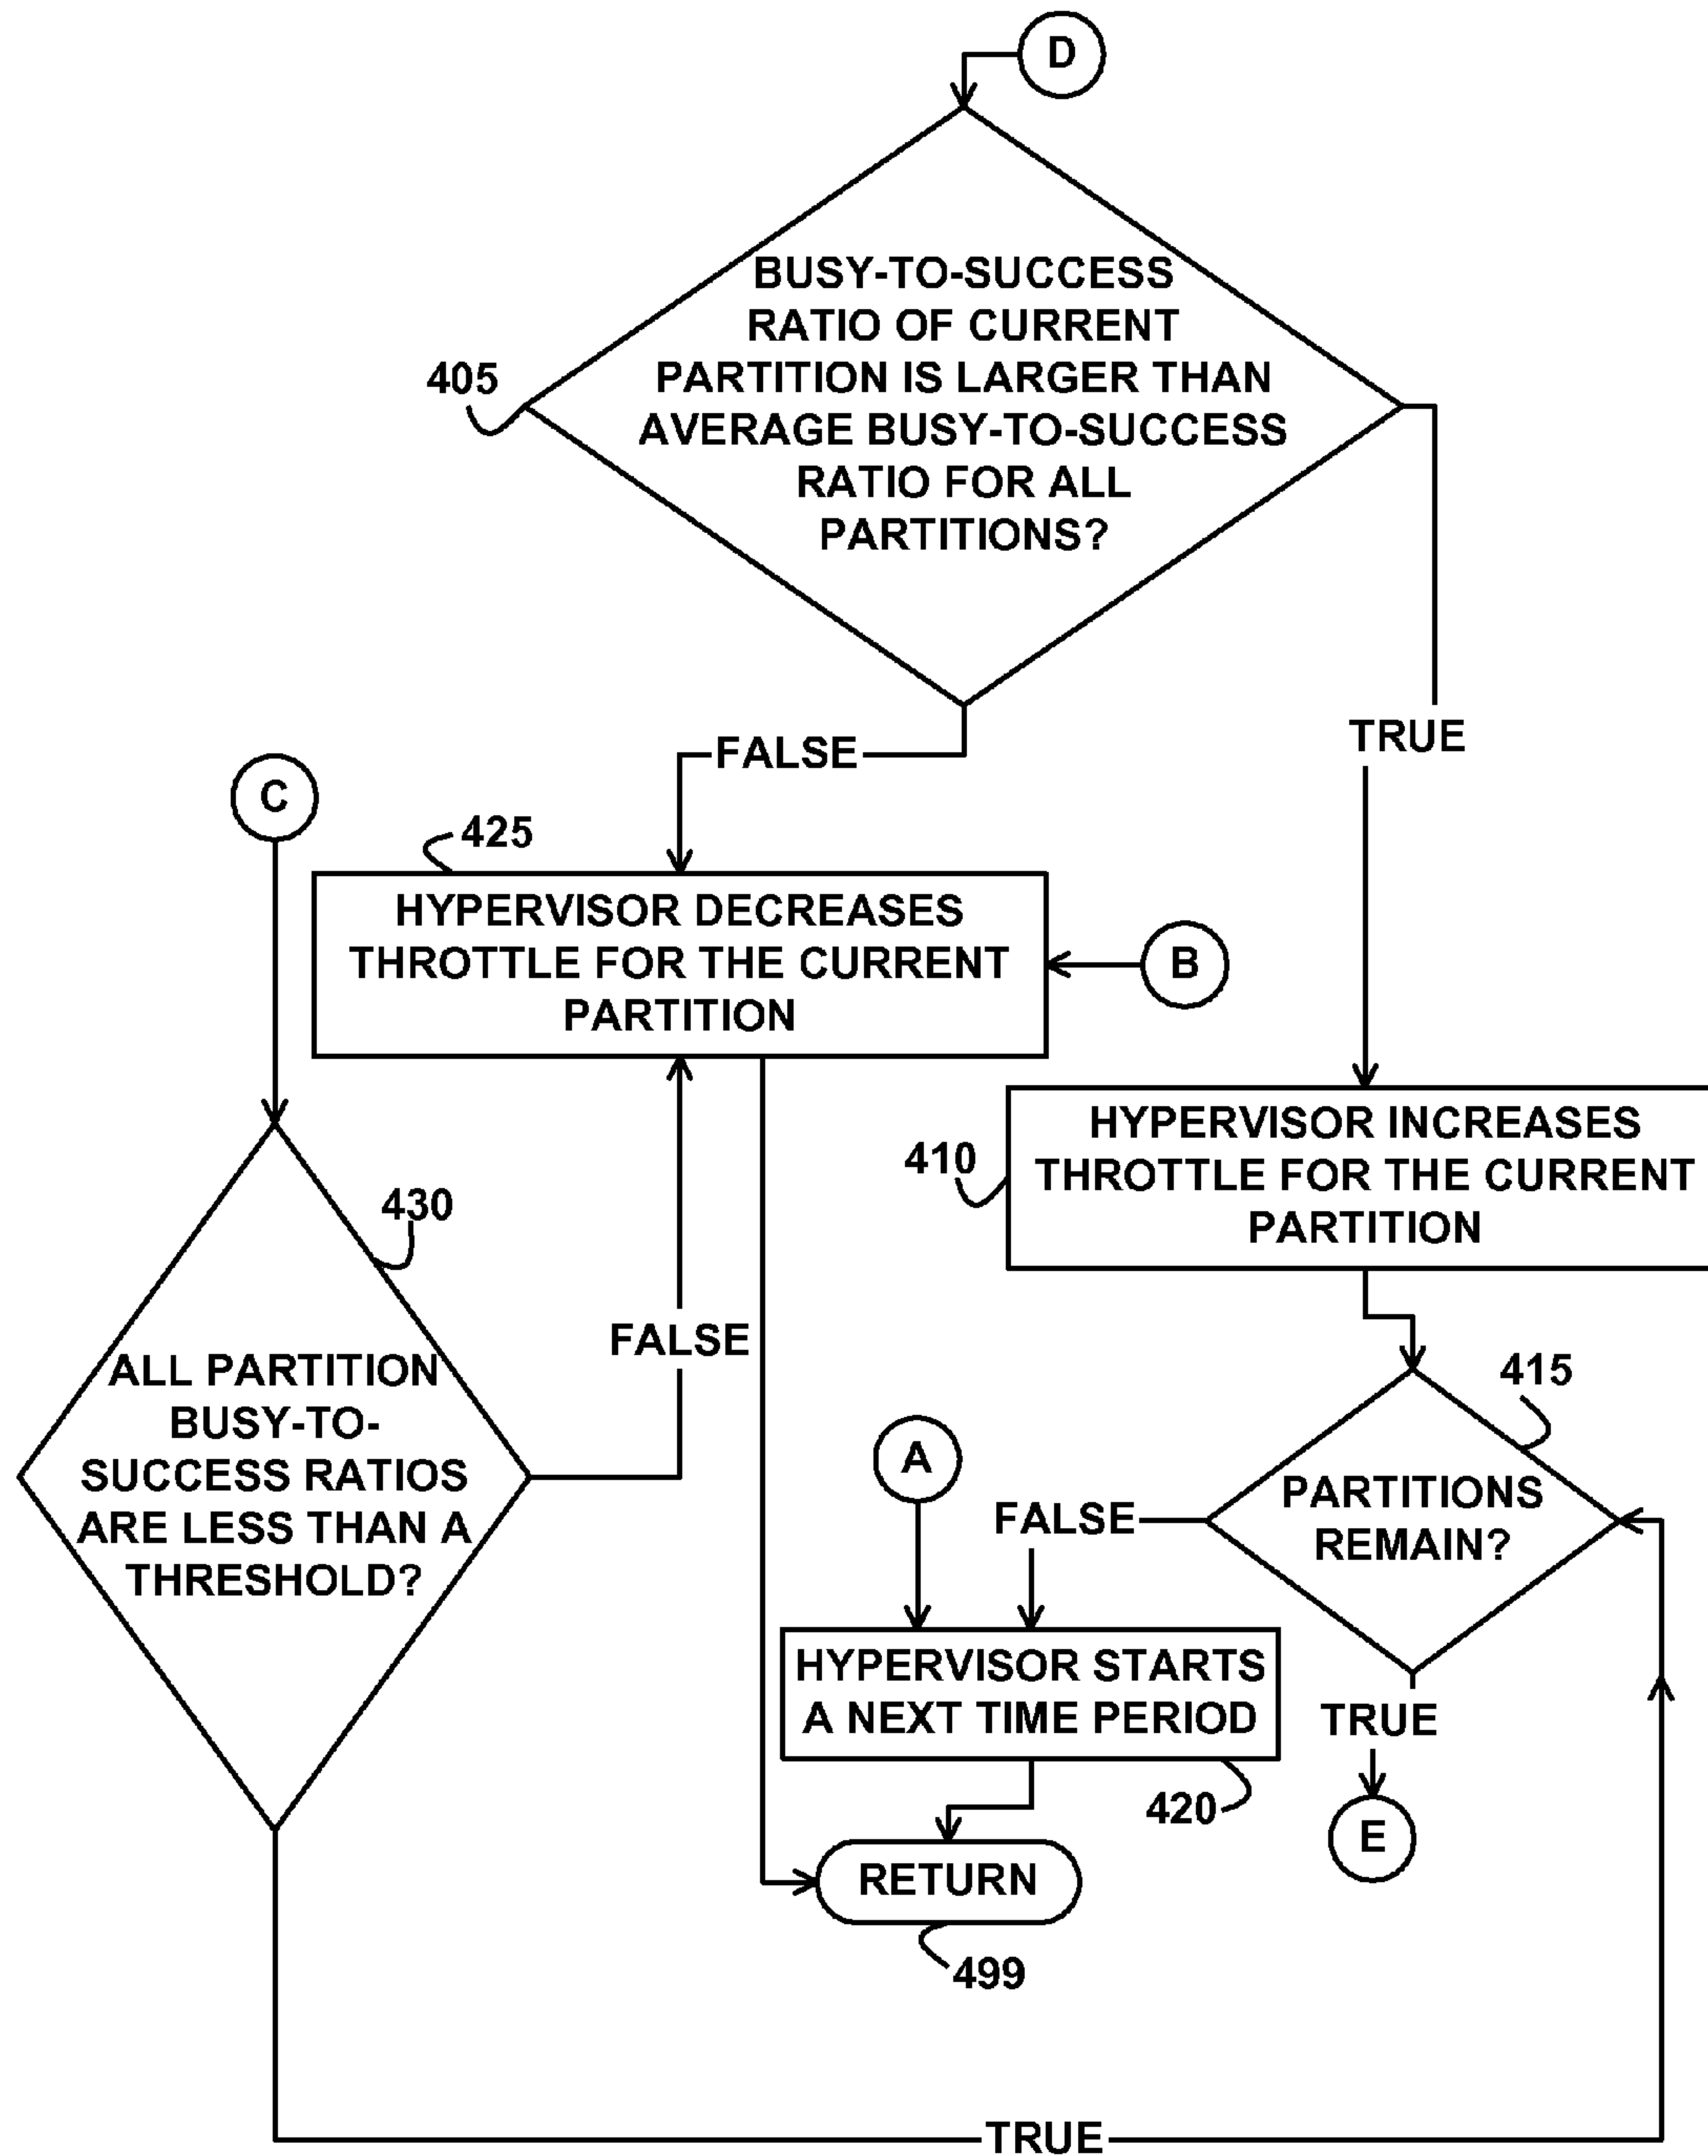 D
BUSY-TO-SUCCESS
RATIO OF CURRENT
PARTITION IS LARGER THAN
AVERAGE BUSY-TO-SUCCESS
RATIO FOR ALL
PARTITIONS?
405
FALSE
TRUE
C
425
HYPERVISOR DECREASES
THROTTLE FOR THE CURRENT
PARTITION
B
HYPERVISOR INCREASES
THROTTLE FOR THE CURRENT
PARTITION
410
430
FALSE
ALL PARTITION
BUSY-TO-
SUCCESS RATIOS
ARE LESS THAN A
THRESHOLD?
415
A
PARTITIONS
REMAIN?
FALSE
HYPERVISOR STARTS
A NEXT TIME PERIOD
TRUE
420
E
RETURN
499
TRUE